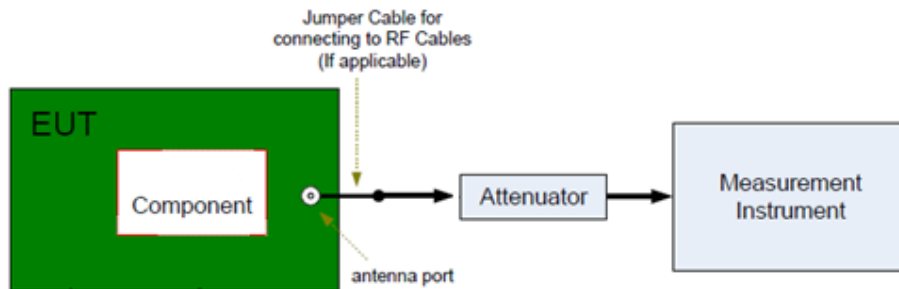 Jumper Cable for
connecting to RF Cables
(If applicable)
EUT
Component
Attenuator
Measurement
Instrument
antenna port